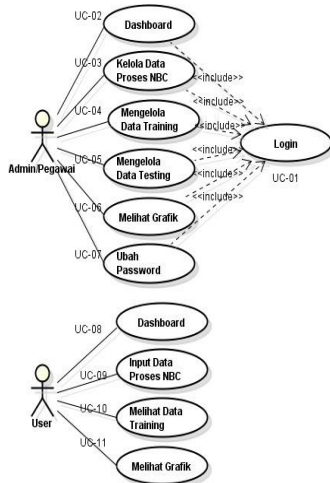 UC-02
Dashboard
UC-03
Kelola Data
Proses NBC
<<include>>
<<include>>
UC-04
Mengelola
Data Training
<<include>>
Login
Admin/Pegawai
UC-05
Mengelola
Data Testing
<<include>>
<<include>>
UC-01
UC-06
Melihat Grafik
<<include>>
UC-07
Ubah
Password
UC-08
Dashboard
UC-09
Input Data
Proses NBC
User
UC-10
Melihat Data
Training
UC-11
Melihat Grafik